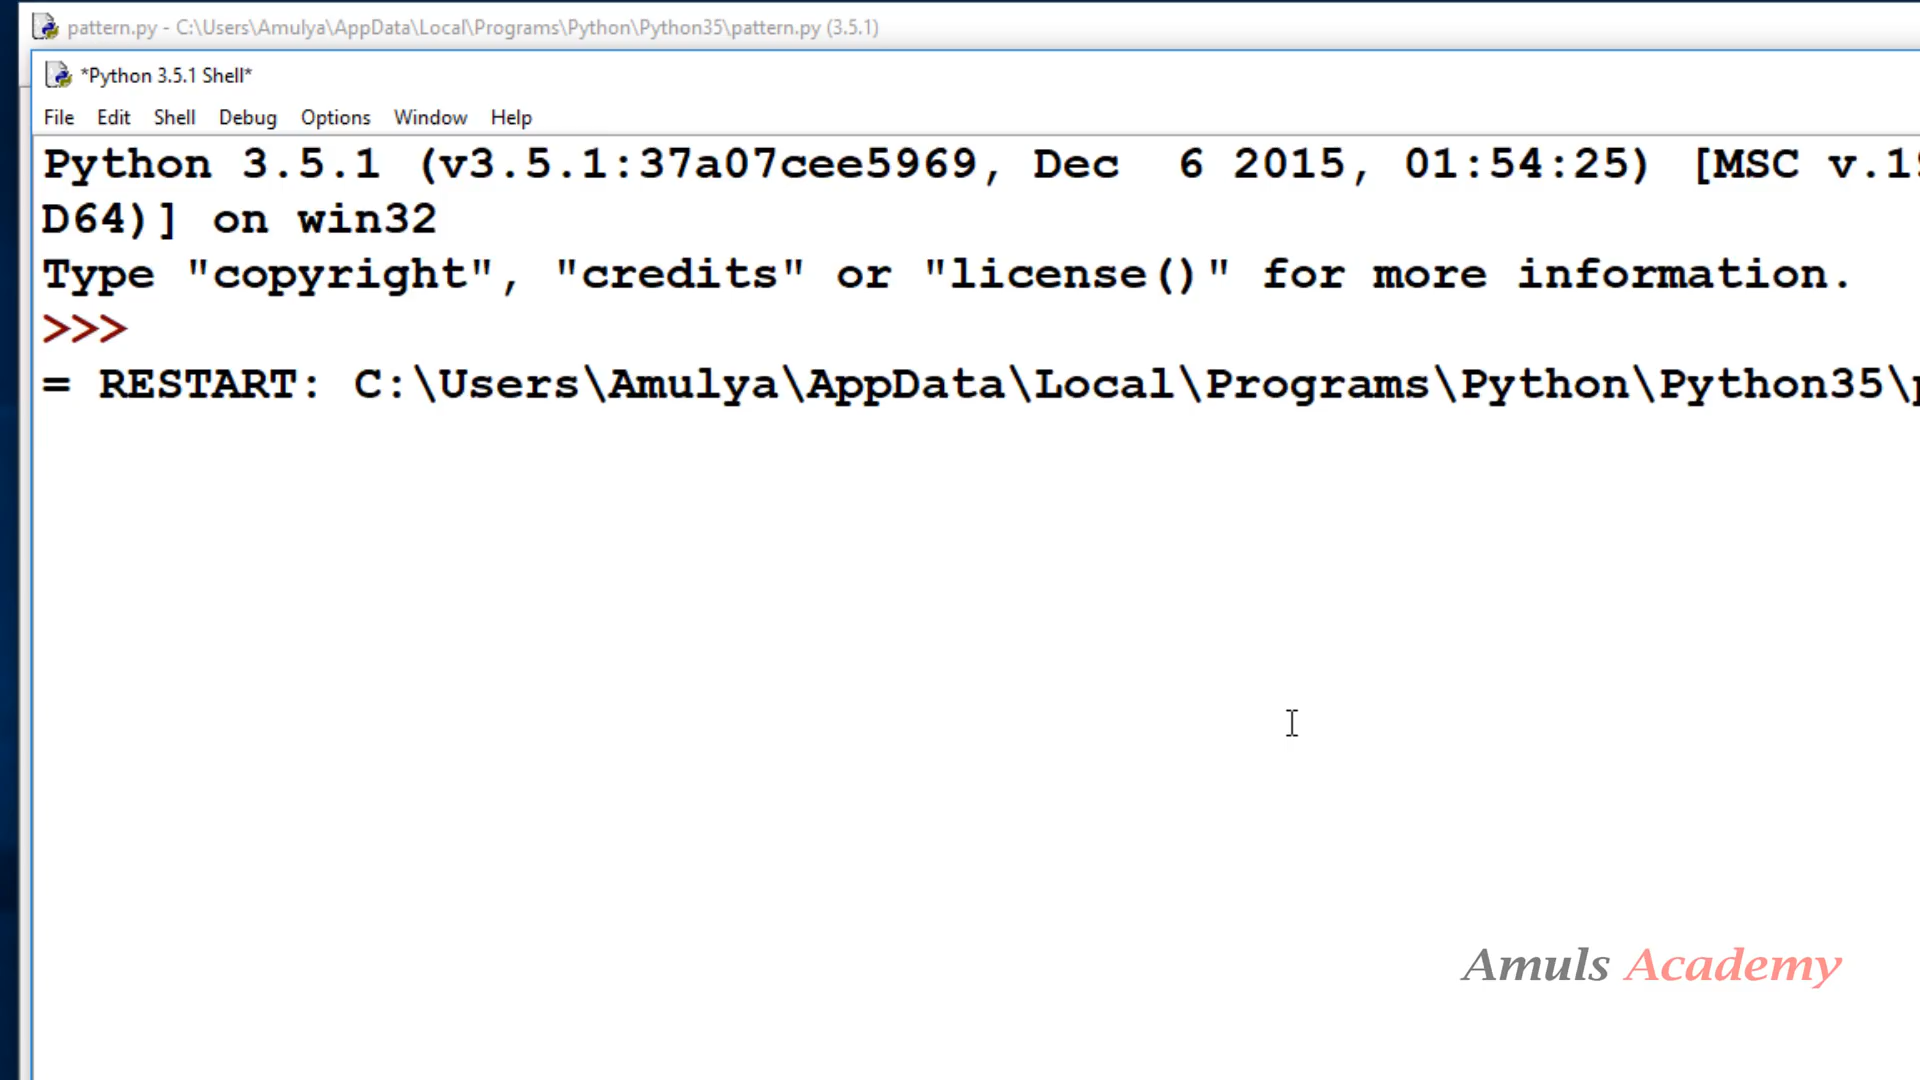 pattern.py - C:\Users\Amulya\AppData\Local\Programs\Python\Python35\pattern.py (3.5.1)
*Python 3.5.1 Shell*
File Edit Shell Debug Options Window Help
Python 3.5.1 (v3.5.1:37a07cee5969, Dec  6 2015, 01:54:25) [MSC v.19
D64)] on win32
Type "copyright", "credits" or "license()" for more information.
>>>
= RESTART: C:\Users\Amulya\AppData\Local\Programs\Python\Python35\p
Amuls Academy